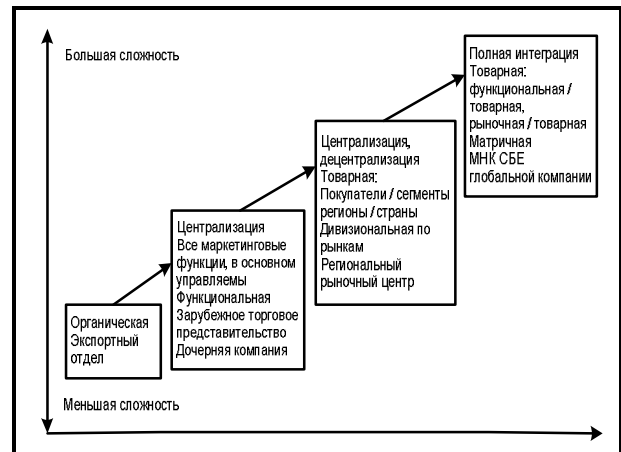 Большая сложность
Полная интеграция
Товарная:
функциональная /
товарная,
рыночная / товарная
Матричная
МНК СБЕ
глобальной компании
Централизация,
децентрализация
Товарная:
Покупатели / сегменты
регионы / страны
Дивизиональная по
рынкам
Региональный
рыночный центр
Централизация
Все маркетинговые
функции, в основном
управляемы
Функциональная
Зарубежное торговое
представительство
Дочерняя компания
Органическая
Экспортный
отдел
Меньшая сложность